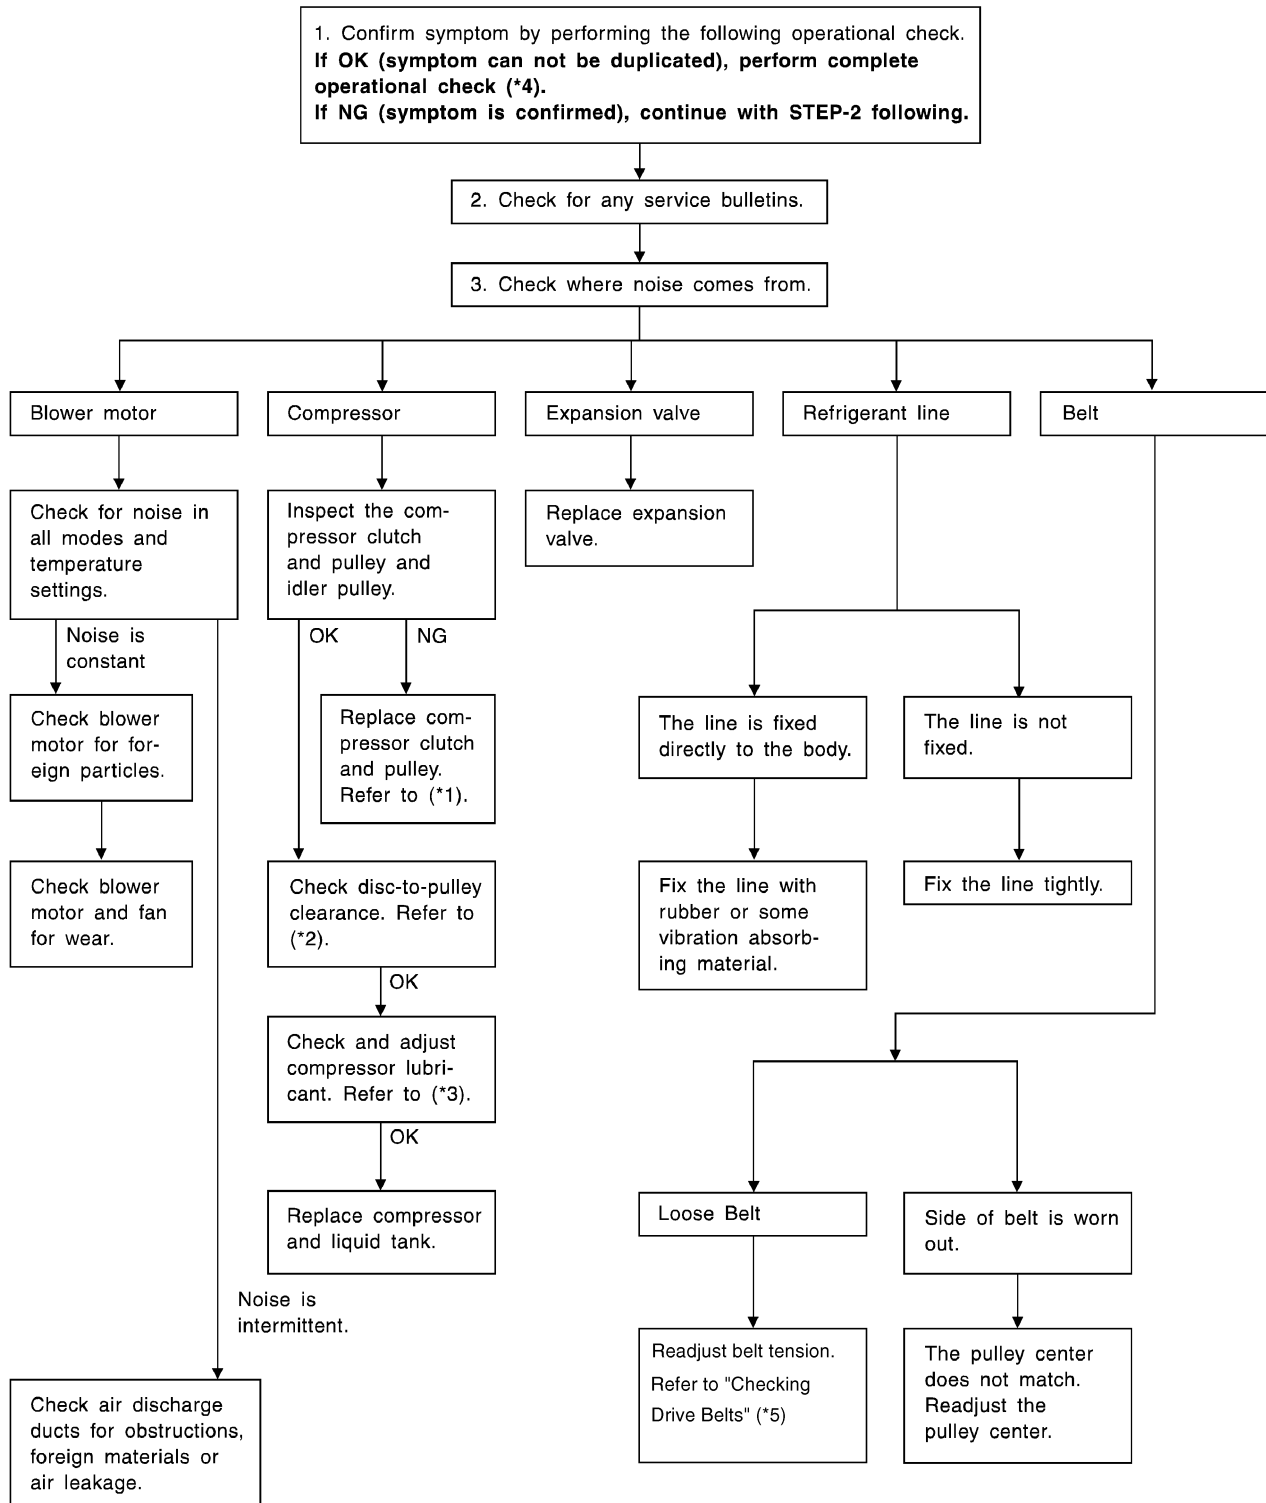 1. Confirm symptom by performing the following operational check.
If OK (symptom can not be duplicated), perform complete
operational check (*4).
If NG (symptom is confirmed), continue with STEP-2 following.
2. Check for any service bulletins.
3. Check where noise comes from.
Blower motor
Compressor
Expansion valve
Refrigerant line
Belt
Check for noise in
all modes and
temperature
settings.
Inspect the com-
pressor clutch
and pulley and
idler pulley.
Replace expansion
valve.
Noise is
constant
OK
NG
Check blower
motor for for-
eign particles.
Replace com-
pressor clutch
and pulley.
Refer to (*1).
The line is fixed
directly to the body.
The line is not
fixed.
Check blower
motor and fan
for wear.
Check disc-to-pulley
clearance. Refer to
(*2).
Fix the line with
rubber or some
vibration absorb-
ing material.
Fix the line tightly.
OK
Check and adjust
compressor lubri-
cant. Refer to (*3).
OK
Replace compressor
and liquid tank.
Loose Belt
Side of belt is worn
out.
Noise is
intermittent.
Readjust belt tension.
Refer to "Checking
Drive Belts" (*5)
The pulley center
does not match.
Readjust the
pulley center.
Check air discharge
ducts for obstructions,
foreign materials or
air leakage.